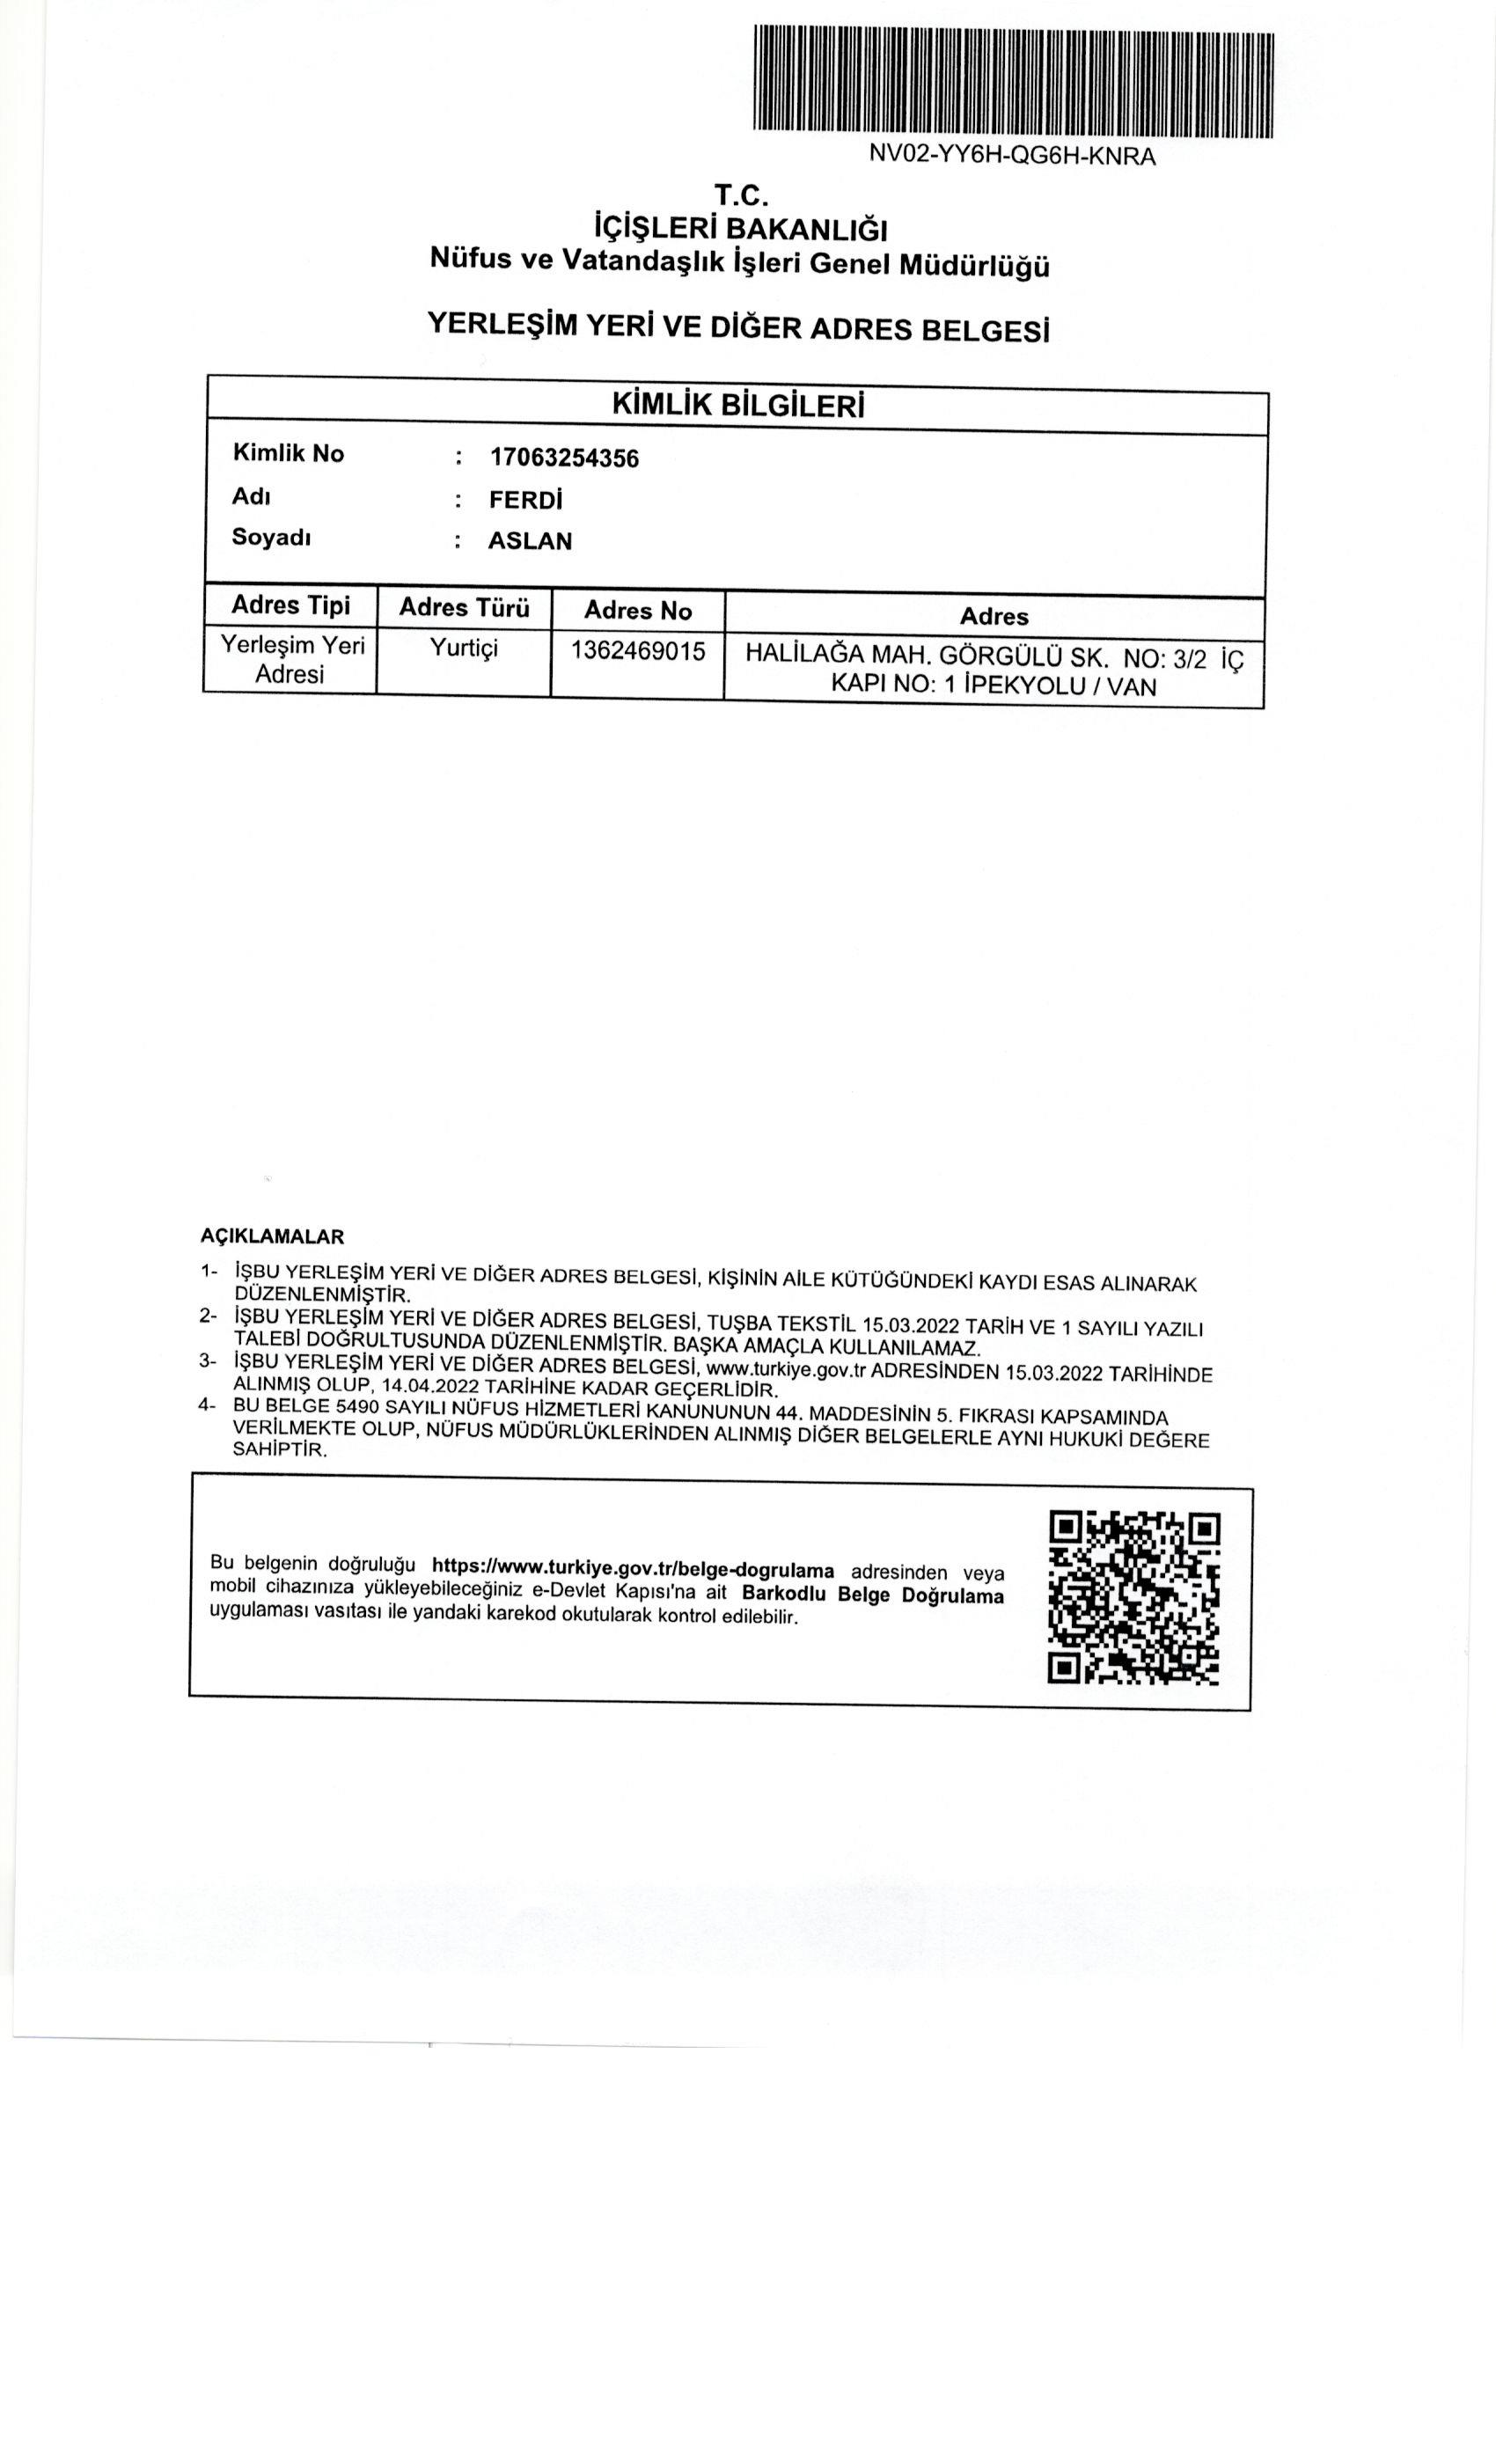 NV02-YY6H-QG6H-KNRA
T.C.
İÇİŞLERİ BAKANLIĞI
Nüfus ve Vatandaşlık İşleri Genel Müdürlüğü
YERLEŞİM YERİ VE DİĞER ADRES BELGESİ
KİMLİK BİLGİLERİ
Kimlik No : 17063254356
Adı : FERDİ
Soyadı : ASLAN
Adres Tipi Adres Türü Adres No Adres
Yerleşim Yeri Yurtiçi 1362469015 HALİLAĞA MAH. GÖRGÜLÜ SK. NO: 3/2 İÇ
Adresi KAPI NO: 1 İPEKYOLU / VAN
AÇIKLAMALAR
1- İŞBU YERLEŞİM YERİ VE DİĞER ADRES BELGESİ, KİŞİNİN AİLE KÜTÜĞÜNDEKİ KAYDI ESAS ALINARAK
DÜZENLENMİŞTİR.
2- İŞBU YERLEŞİM YERİ VE DİĞER ADRES BELGESİ, TUŞBA TEKSTİL 15.03.2022 TARİH VE 1 SAYILI YAZILI
TALEBİ DOĞRULTUSUNDA DÜZENLENMİŞTİR. BAŞKA AMAÇLA KULLANILAMAZ.
3- İŞBU YERLEŞİM YERİ VE DİĞER ADRES BELGESİ, www.turkiye.gov.tr ADRESİNDEN 15.03.2022 TARİHİNDE
ALINMIŞ OLUP, 14.04.2022 TARİHİNE KADAR GEÇERLİDİR.
4- BU BELGE 5490 SAYILI NÜFUS HİZMETLERİ KANUNUNUN 44. MADDESİNİN 5. FIKRASI KAPSAMINDA
VERİLMEKTE OLUP, NÜFUS MÜDÜRLÜKLERİNDEN ALINMIŞ DİĞER BELGELERLE AYNI HUKUKİ DEĞERE
SAHİPTİR.
Bu belgenin doğruluğu https://www.turkiye.gov.tr/belge-dogrulama adresinden veya
mobil cihazınıza yükleyebileceğiniz e-Devlet Kapısı'na ait Barkodlu Belge Doğrulama
uygulaması vasıtası ile yandaki karekod okutularak kontrol edilebilir.